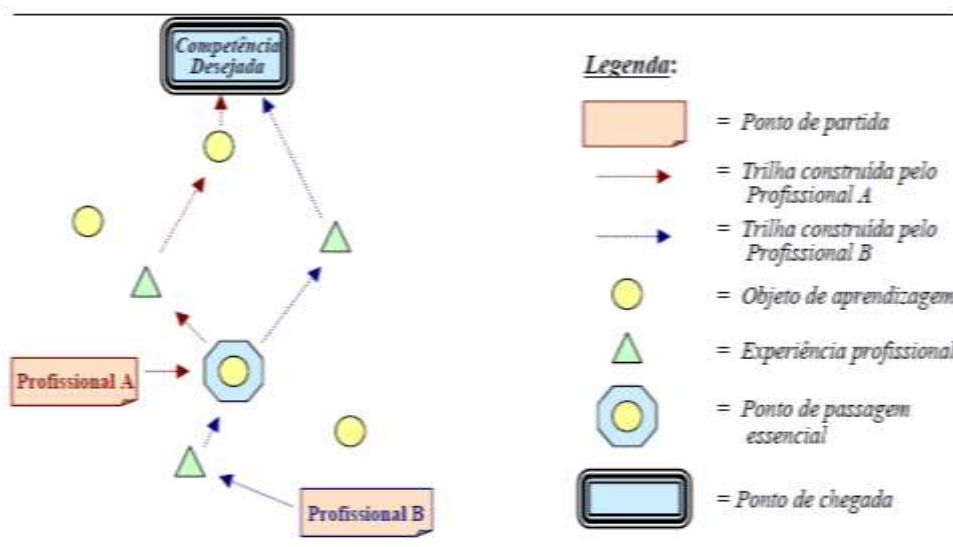 Competência
Desejada
Profissional A
Profissional B
Legenda:
= Ponto de partida
= Trilha construída pelo
Profissional A
= Trilha construída pelo
Profissional B
= Objeto de aprendizagem
= Experiência profissional
= Ponto de passagem
essencial
= Ponto de chegada